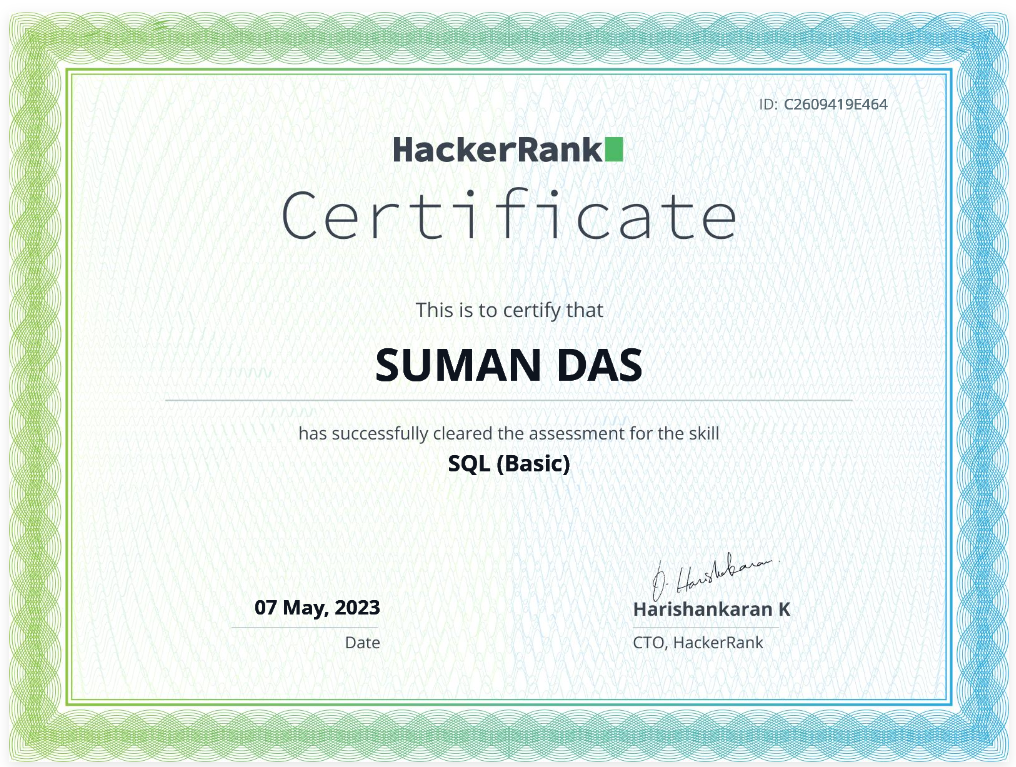 ID: C2609419E464
HackerRank
Certificate
This is to certify that
SUMAN DAS
has successfully cleared the assessment for the skill
SQL (Basic)
07 May, 2023
Date
Harishankaran K
CTO, HackerRank